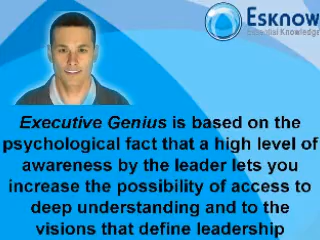 Esknow
Essential Knowledge
Executive Genius is based on the
psychological fact that a high level of
awareness by the leader lets you
increase the possibility of access to
deep understanding and to the
visions that define leadership